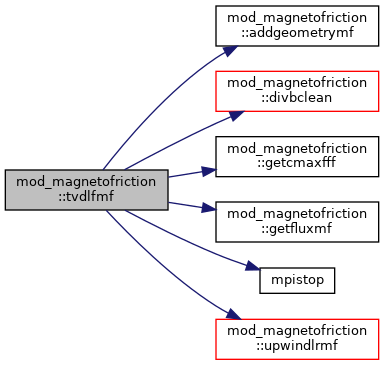 mod_magnetofriction
::addgeometrymf
mod_magnetofriction
::divbclean
mod_magnetofriction
::getcmaxfff
mod_magnetofriction
::tvdlfmf
mod_magnetofriction
::getfluxmf
mpistop
mod_magnetofriction
::upwindlrmf